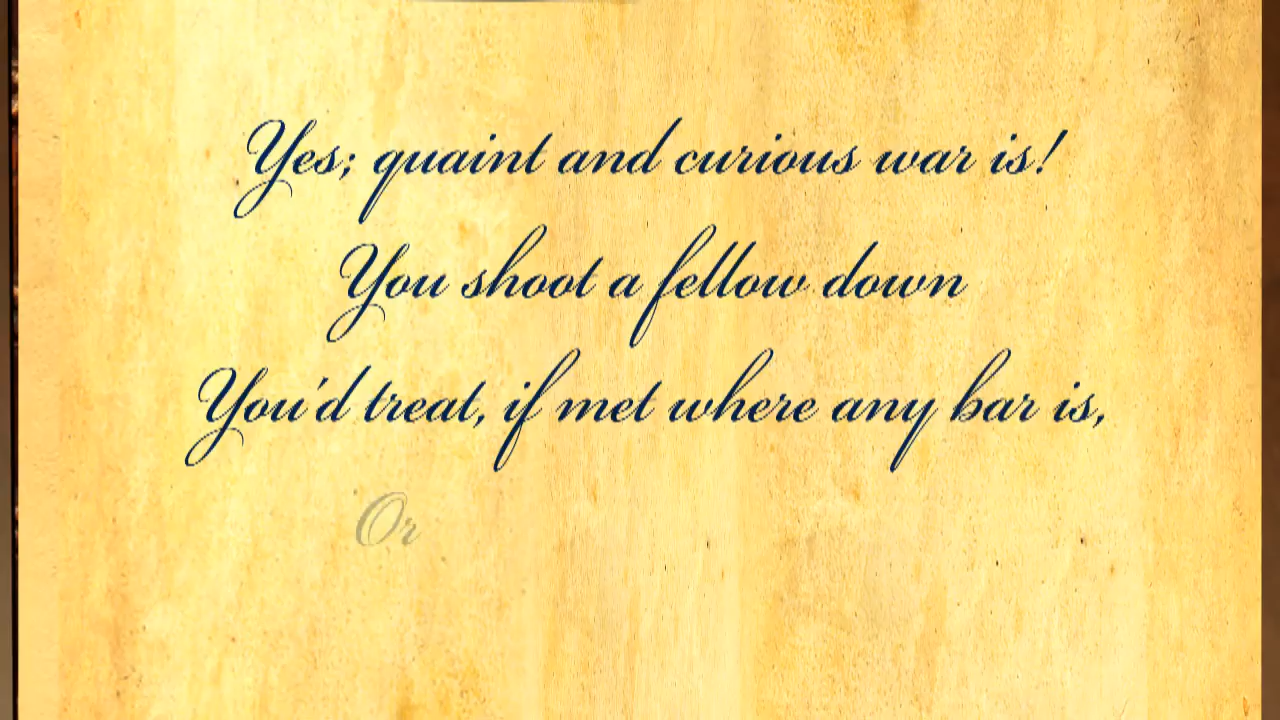 Yes; quaint and curious war is!
You shoot a fellow down
You'd treat, if met where any bar is,
Or